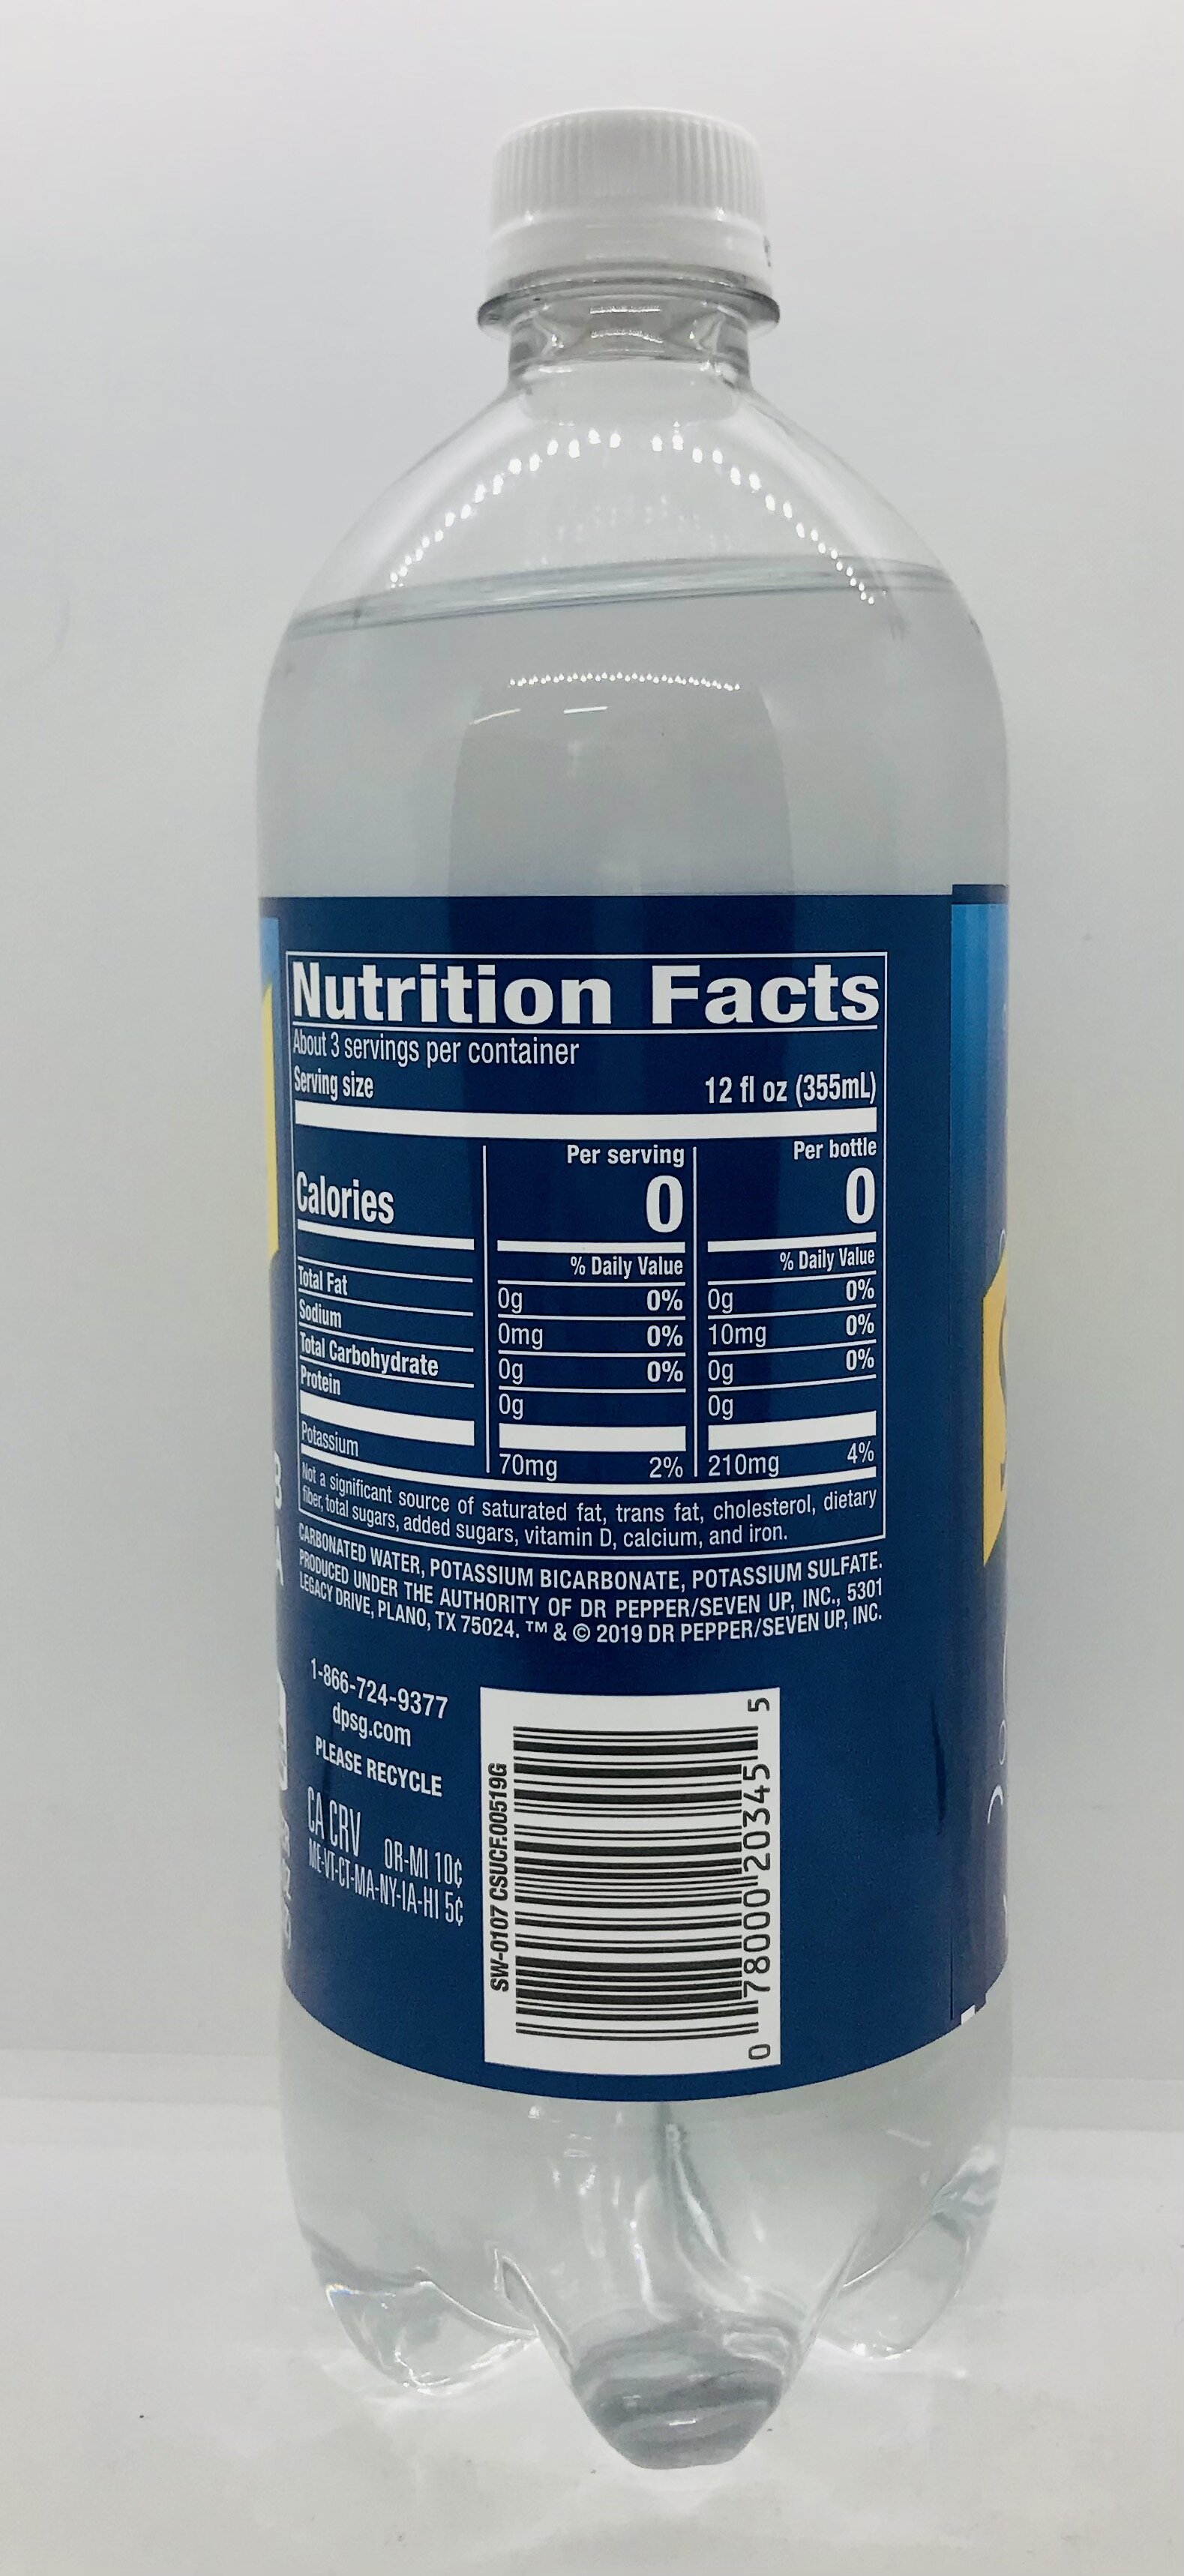 Nutrition Facts
About 3 servings per container
Serving size 12 fl oz (355mL)
Per serving Per bottle
Calories 0 0
% Daily Value % Daily Value
Total Fat 0g 0% 0g 0%
Sodium 0mg 0% 10mg 0%
Total Carbohydrate 0g 0% 0g 0%
Protein 0g 0g
Potassium 70mg 2% 210mg 4%
Not a significant source of saturated fat, trans fat, cholesterol, dietary
fiber, total sugars, added sugars, vitamin D, calcium, and iron.
CARBONATED WATER, POTASSIUM BICARBONATE, POTASSIUM SULFATE.
PRODUCED UNDER THE AUTHORITY OF DR PEPPER/SEVEN UP, INC., 5301
LEGACY DRIVE, PLANO, TX 75024. ™ & © 2019 DR PEPPER/SEVEN UP, INC.
1-866-724-9377
dpsg.com
PLEASE RECYCLE
CA CRV OR-MI 10¢
ME-VT-CT-MA-NY-IA-HI 5¢
SW-0107 CSUCF.00519G
0 78000 20345 5